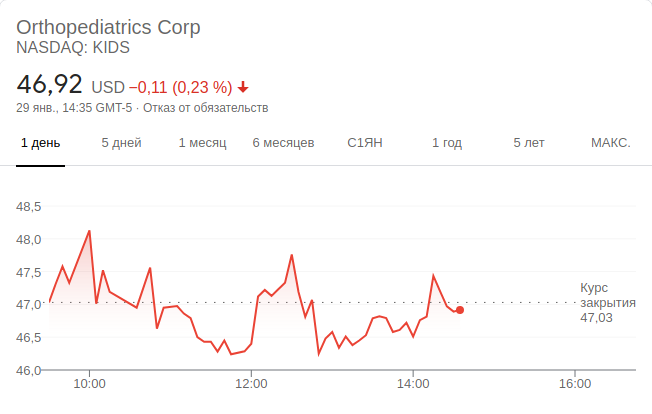 Orthopediatrics Corp
NASDAQ: KIDS
46,92 USD −0,11 (0,23 %)
29 янв., 14:35 GMT-5 · Отказ от обязательств
1 день 5 дней 1 месяц 6 месяцев С1ЯН 1 год 5 лет МАКС.
48,5
48,0
47,5
47,0
46,5
46,0
Курс
закрытия
47,03
10:00 12:00 14:00 16:00